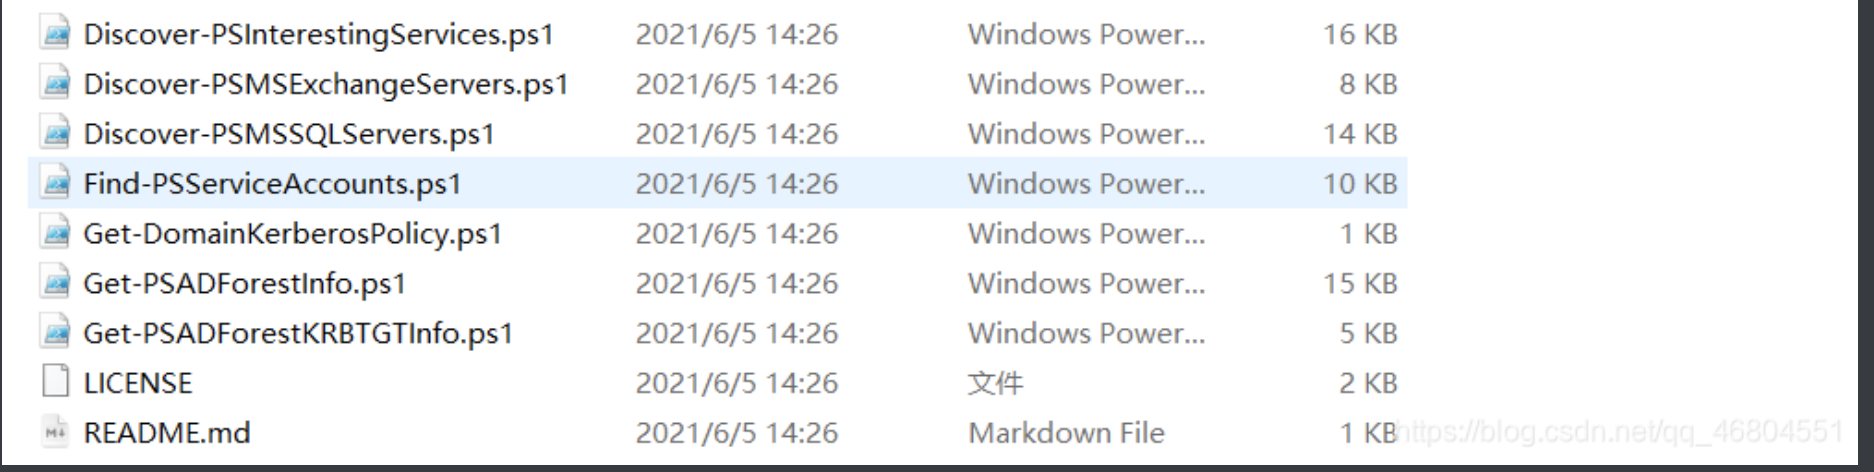 Discover-PSInterestingServices.ps1 2021/6/5 14:26 Windows Power... 16 KB
Discover-PSMSExchangeServers.ps1 2021/6/5 14:26 Windows Power... 8 KB
Discover-PSMSSQLServers.ps1 2021/6/5 14:26 Windows Power... 14 KB
Find-PSServiceAccounts.ps1 2021/6/5 14:26 Windows Power... 10 KB
Get-DomainKerberosPolicy.ps1 2021/6/5 14:26 Windows Power... 1 KB
Get-PSADForestInfo.ps1 2021/6/5 14:26 Windows Power... 15 KB
Get-PSADForestKRBTGTInfo.ps1 2021/6/5 14:26 Windows Power... 5 KB
LICENSE 2021/6/5 14:26 文件 2 KB
M↓ README.md 2021/6/5 14:26 Markdown File 1 KB
https://blog.csdn.net/qq_46804551